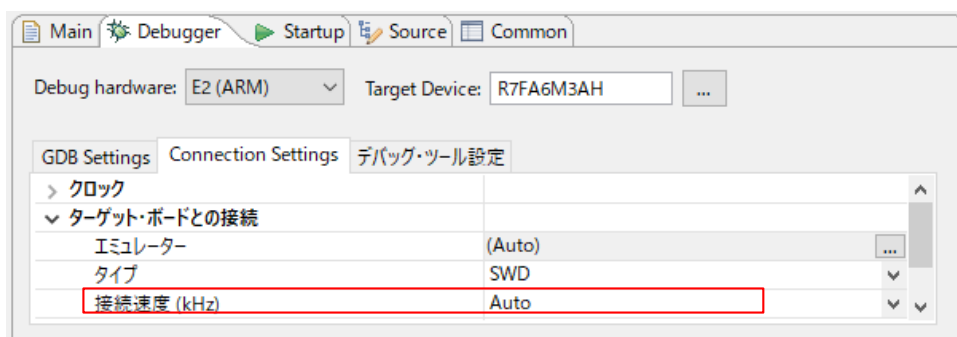 Main Debugger Startup Source Common
Debug hardware: E2 (ARM) Target Device: R7FA6M3AH ...
GDB Settings Connection Settings デバッグ・ツール設定
クロック
ターゲット・ボードとの接続
エミュレーター (Auto) ...
タイプ SWD
接続速度 (kHz) Auto